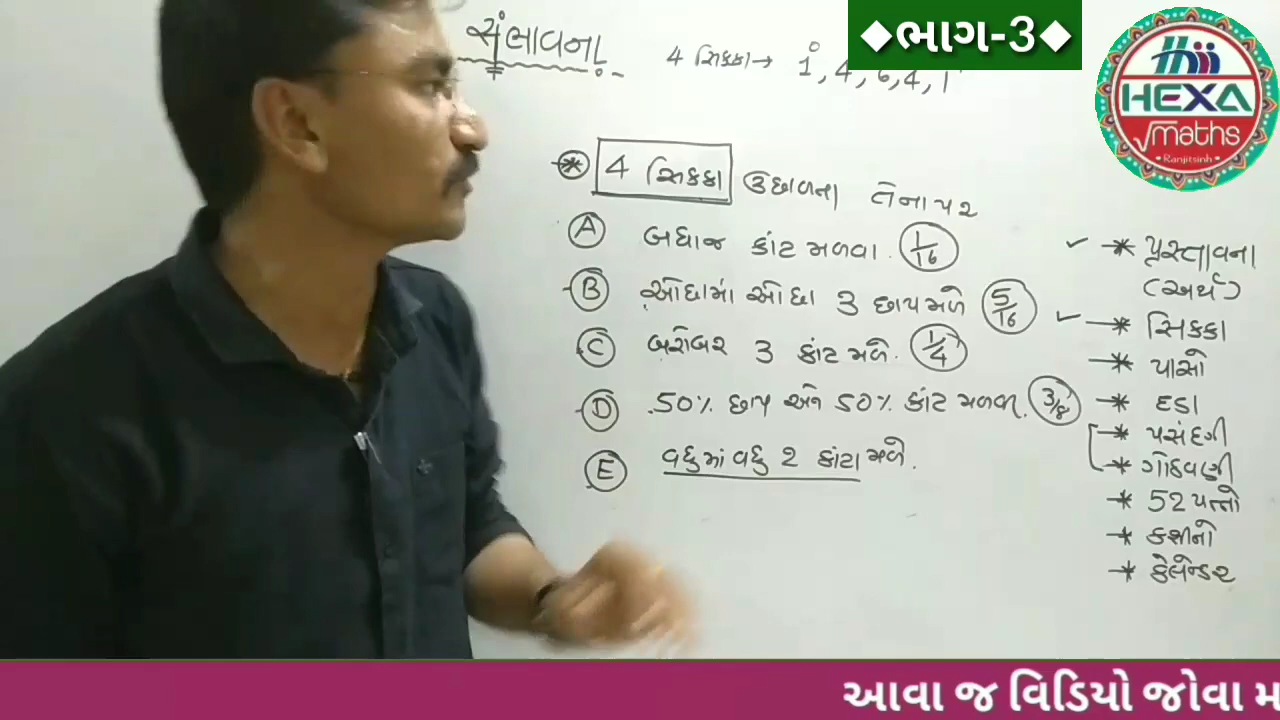 સંભાવના
4 સિક્કા → 1, 4, 6, 4, 1
◆ભાગ-3◆
HEXA
√maths
Ranjitsinh
* 4 સિક્કા ઉછાળતા તેના પર
A બધાજ કાંટ મળવા. 1/16
B ઓછામાં ઓછા 3 છાપ મળે 5/16
C બરોબર 3 કાંટ મળે. 1/4
D 50% છાપ અને 50% કાંટ મળવી. 3/8
E વધુમાં વધુ 2 કાંટા મળે.
✓ * પ્રસ્તાવના
(અર્થ)
✓ * સિક્કા
* પાસો
* દડા
* પસંદગી
* ગોઠવણી
* 52 પત્તો
* કેલેન્ડર
આવા જ વિડિયો જોવા મ